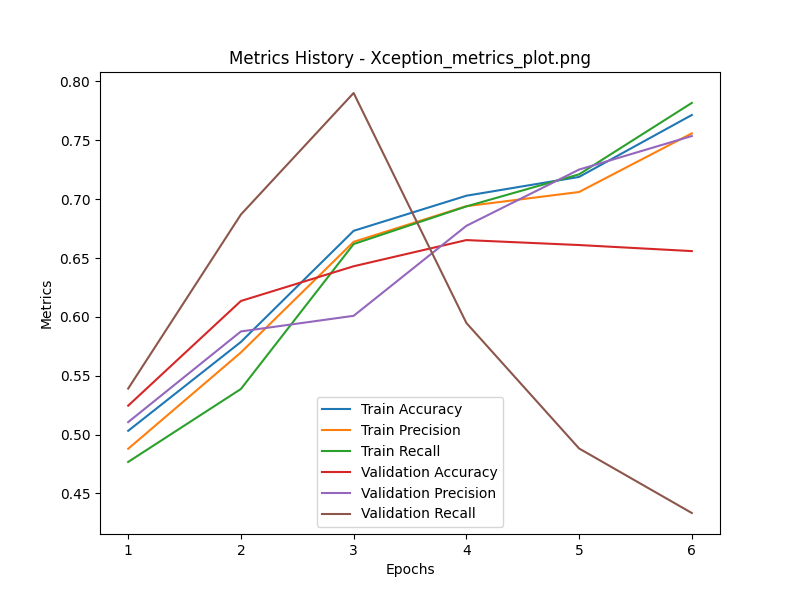 Metrics History - Xception_metrics_plot.png
0.80
0.75
0.70
0.65
0.60
0.55
0.50
0.45
Metrics
Train Accuracy
Train Precision
Train Recall
Validation Accuracy
Validation Precision
Validation Recall
1 2 3 4 5 6
Epochs